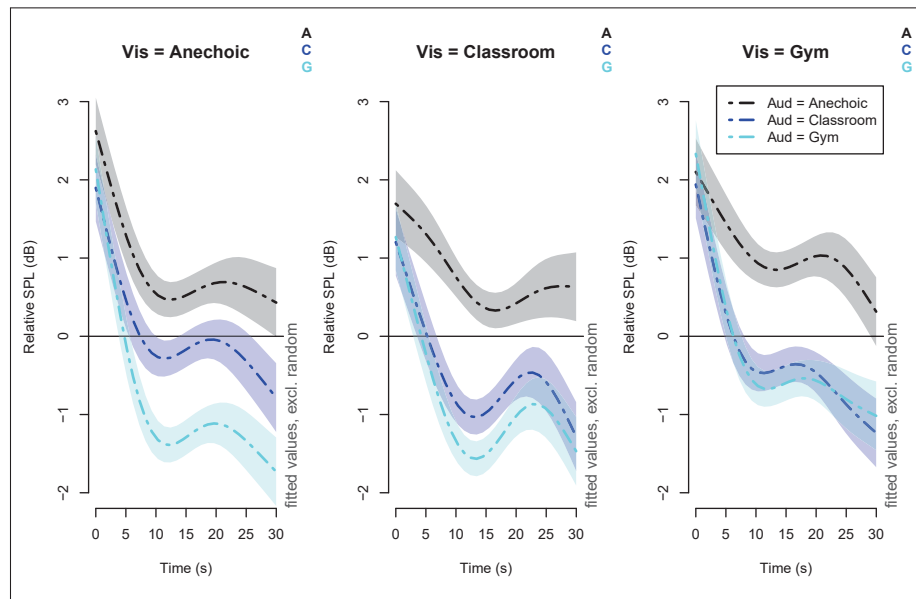 Vis = Anechoic
A
C
G
Relative SPL (dB)
3
2
1
0
−1
−2
0 5 10 15 20 25 30
Time (s)
fitted values, excl. random
Vis = Classroom
A
C
G
Relative SPL (dB)
3
2
1
0
−1
−2
0 5 10 15 20 25 30
Time (s)
fitted values, excl. random
Vis = Gym
A
C
G
Aud = Anechoic
Aud = Classroom
Aud = Gym
Relative SPL (dB)
3
2
1
0
−1
−2
0 5 10 15 20 25 30
Time (s)
fitted values, excl. random